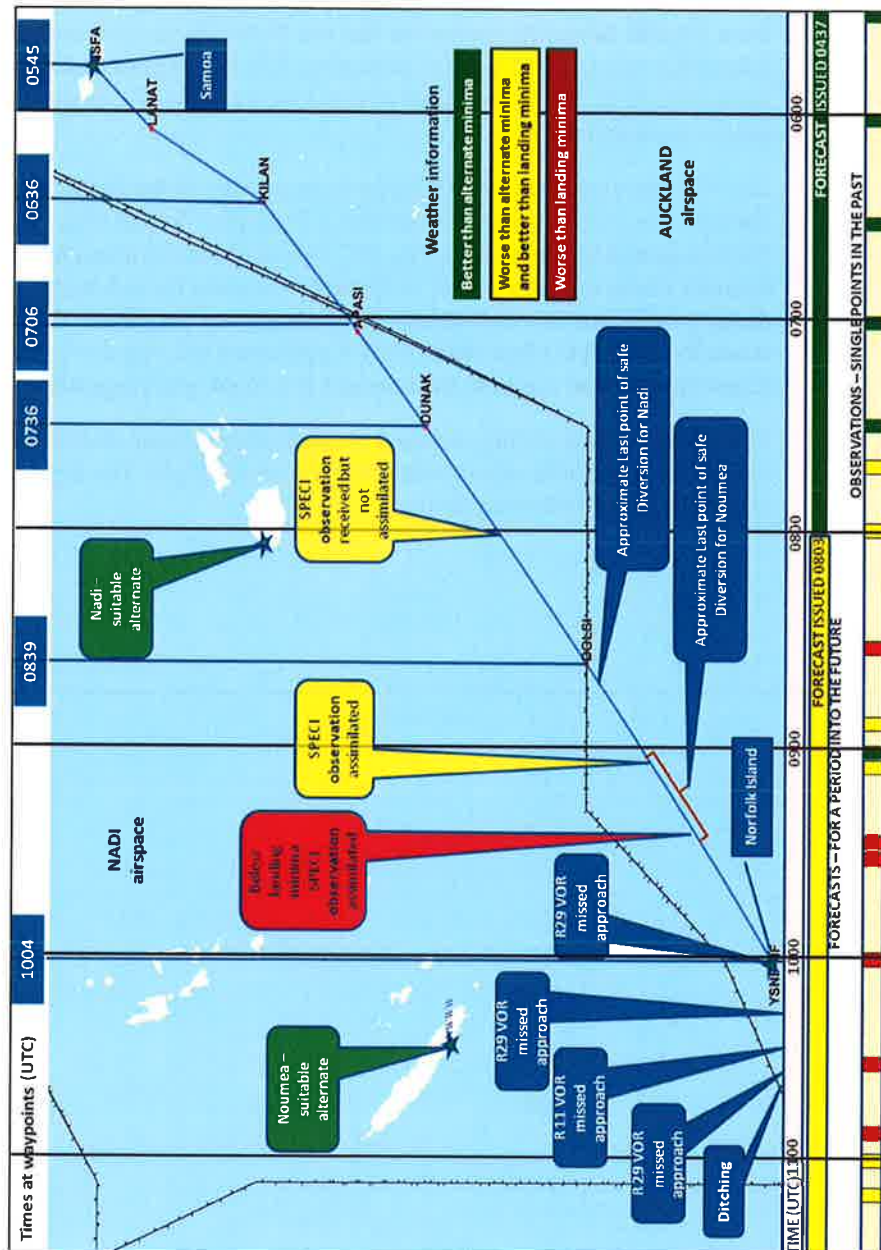 Times at waypoints (UTC)
1004
0839
0736
0706
0636
0545
NSFA
LANAT
KILAN
APASI
DUNAK
DOLSI
Samoa
NADI
airspace
Noumea –
suitable
alternate
WWW
Nadi –
suitable
alternate
Below
landing
minima
SPECI
observation
assimilated
SPECI
observation
assimilated
SPECI
observation
received but
not
assimilated
Weather information
Better than alternate minima
Worse than alternate minima
and better than landing minima
Worse than landing minima
AUCKLAND
airspace
R29 VOR
missed
approach
R29 VOR
missed
approach
R11 VOR
missed
approach
R29 VOR
missed
approach
Ditching
Norfolk Island
Approximate Last point of safe
Diversion for Nadi
Approximate Last point of safe
Diversion for Noumea
TIME (UTC)
1100
1000
0900
0800
0700
0600
FORECAST ISSUED 0803
FORECAST ISSUED 0437
FORECASTS – FOR A PERIOD INTO THE FUTURE
OBSERVATIONS – SINGLE POINTS IN THE PAST